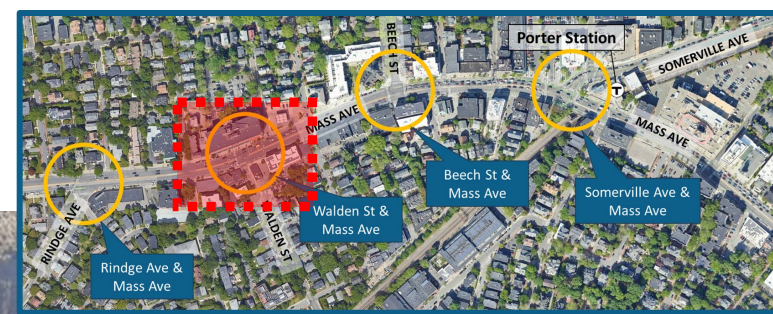 BEECH ST
Porter Station
T
SOMERVILLE AVE
MASS AVE
MASS AVE
RINDGE AVE
ALDEN ST
Rindge Ave &
Mass Ave
Walden St &
Mass Ave
Beech St &
Mass Ave
Somerville Ave &
Mass Ave